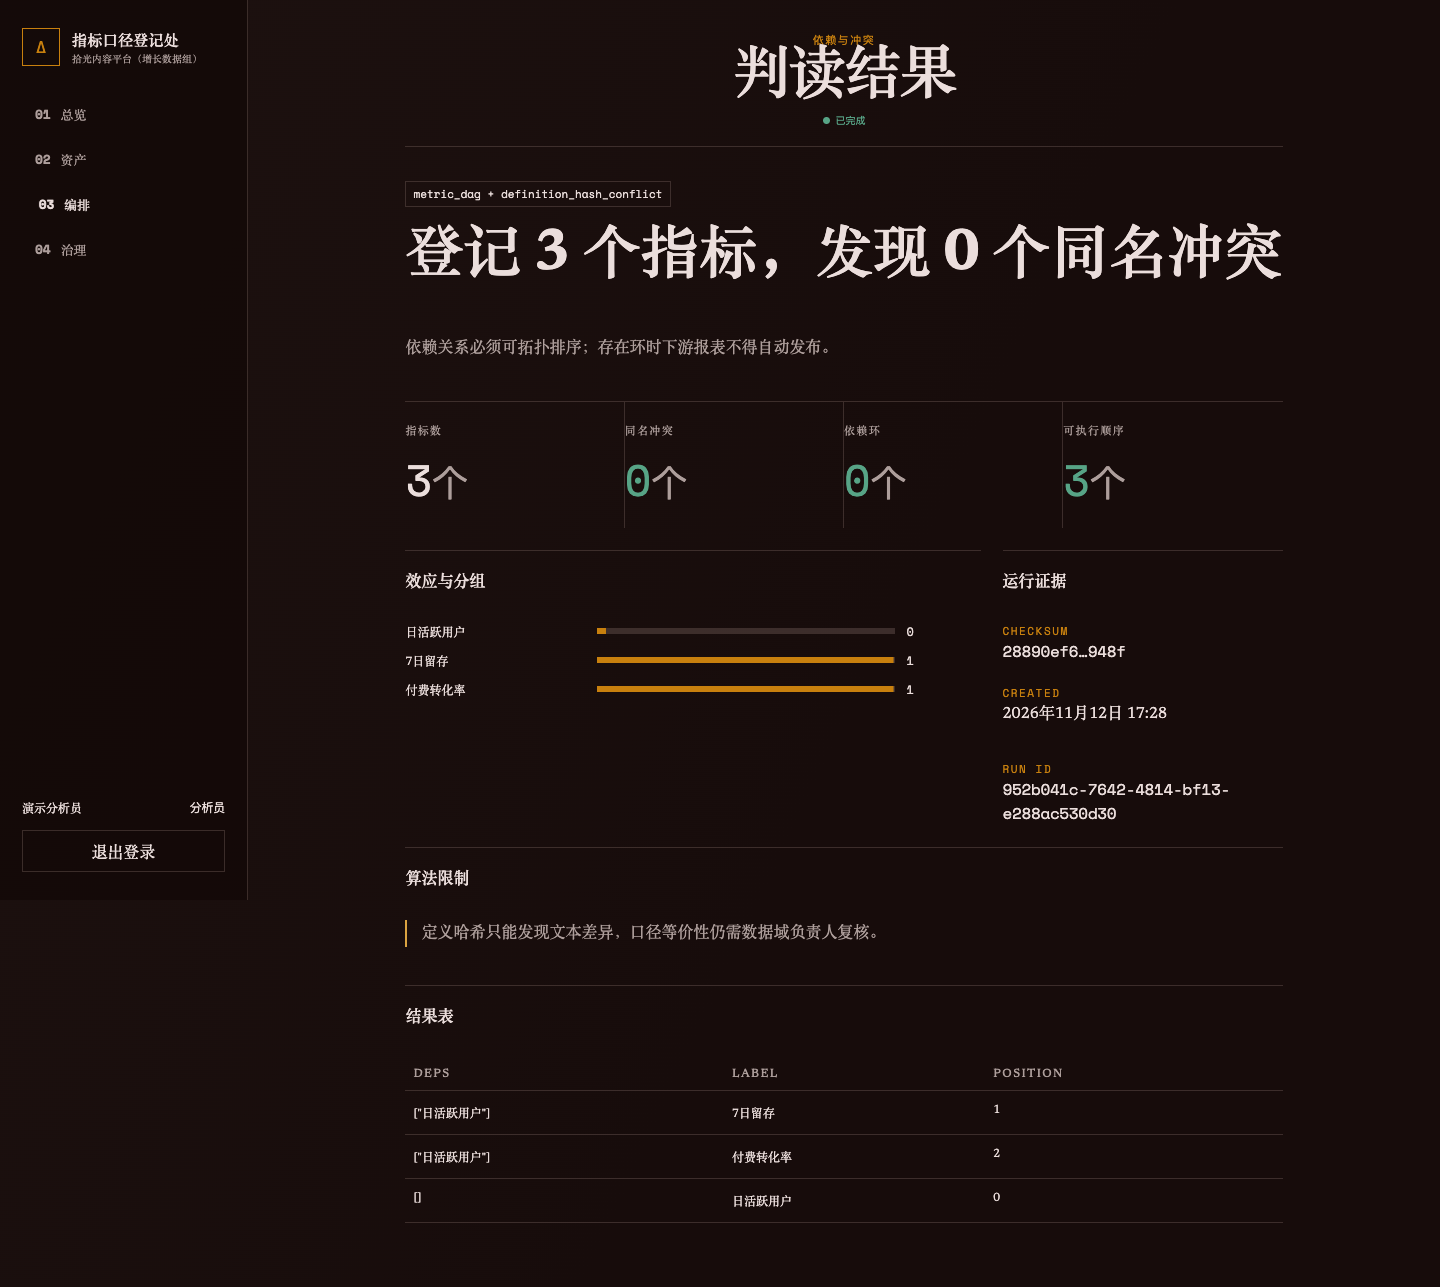 Δ
指标口径登记处
拾光内容平台（增长数据组）
01 总览
02 资产
03 编排
04 治理
演示分析员 分析员
退出登录
依赖与冲突
判读结果
已完成
metric_dag + definition_hash_conflict
登记 3 个指标，发现 0 个同名冲突
依赖关系必须可拓扑排序；存在环时下游报表不得自动发布。
指标数 同名冲突 依赖环 可执行顺序
3个 0个 0个 3个
效应与分组
日活跃用户 0
7日留存 1
付费转化率 1
运行证据
CHECKSUM
28890ef6…948f
CREATED
2026年11月12日 17:28
RUN ID
952b041c-7642-4814-bf13-
e288ac530d30
算法限制
定义哈希只能发现文本差异，口径等价性仍需数据域负责人复核。
结果表
DEPS LABEL POSITION
["日活跃用户"] 7日留存 1
["日活跃用户"] 付费转化率 2
[] 日活跃用户 0